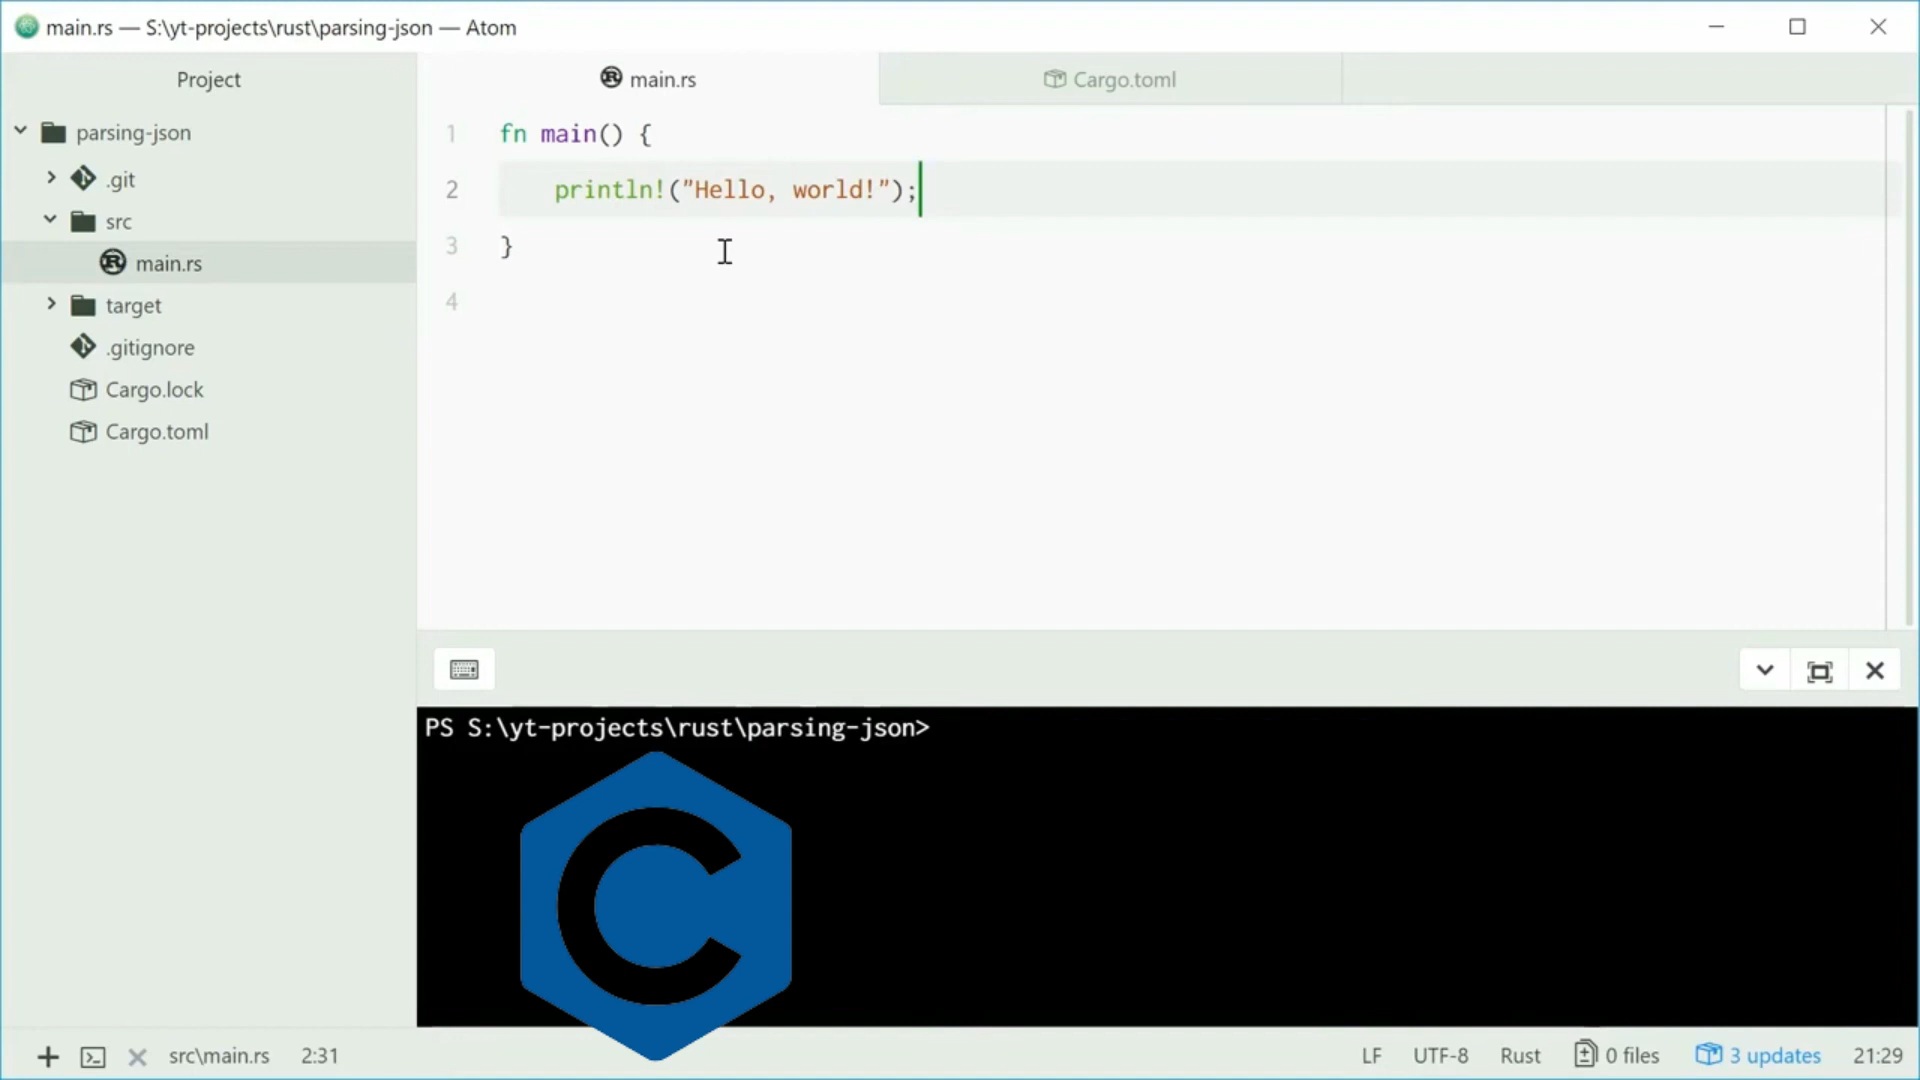 main.rs — S:\yt-projects\rust\parsing-json — Atom
Project
parsing-json
.git
src
main.rs
target
.gitignore
Cargo.lock
Cargo.toml
main.rs
Cargo.toml
1 fn main() {
2 println!("Hello, world!");
3 }
4
PS S:\yt-projects\rust\parsing-json>
C
src\main.rs 2:31 LF UTF-8 Rust 0 files 3 updates 21:29